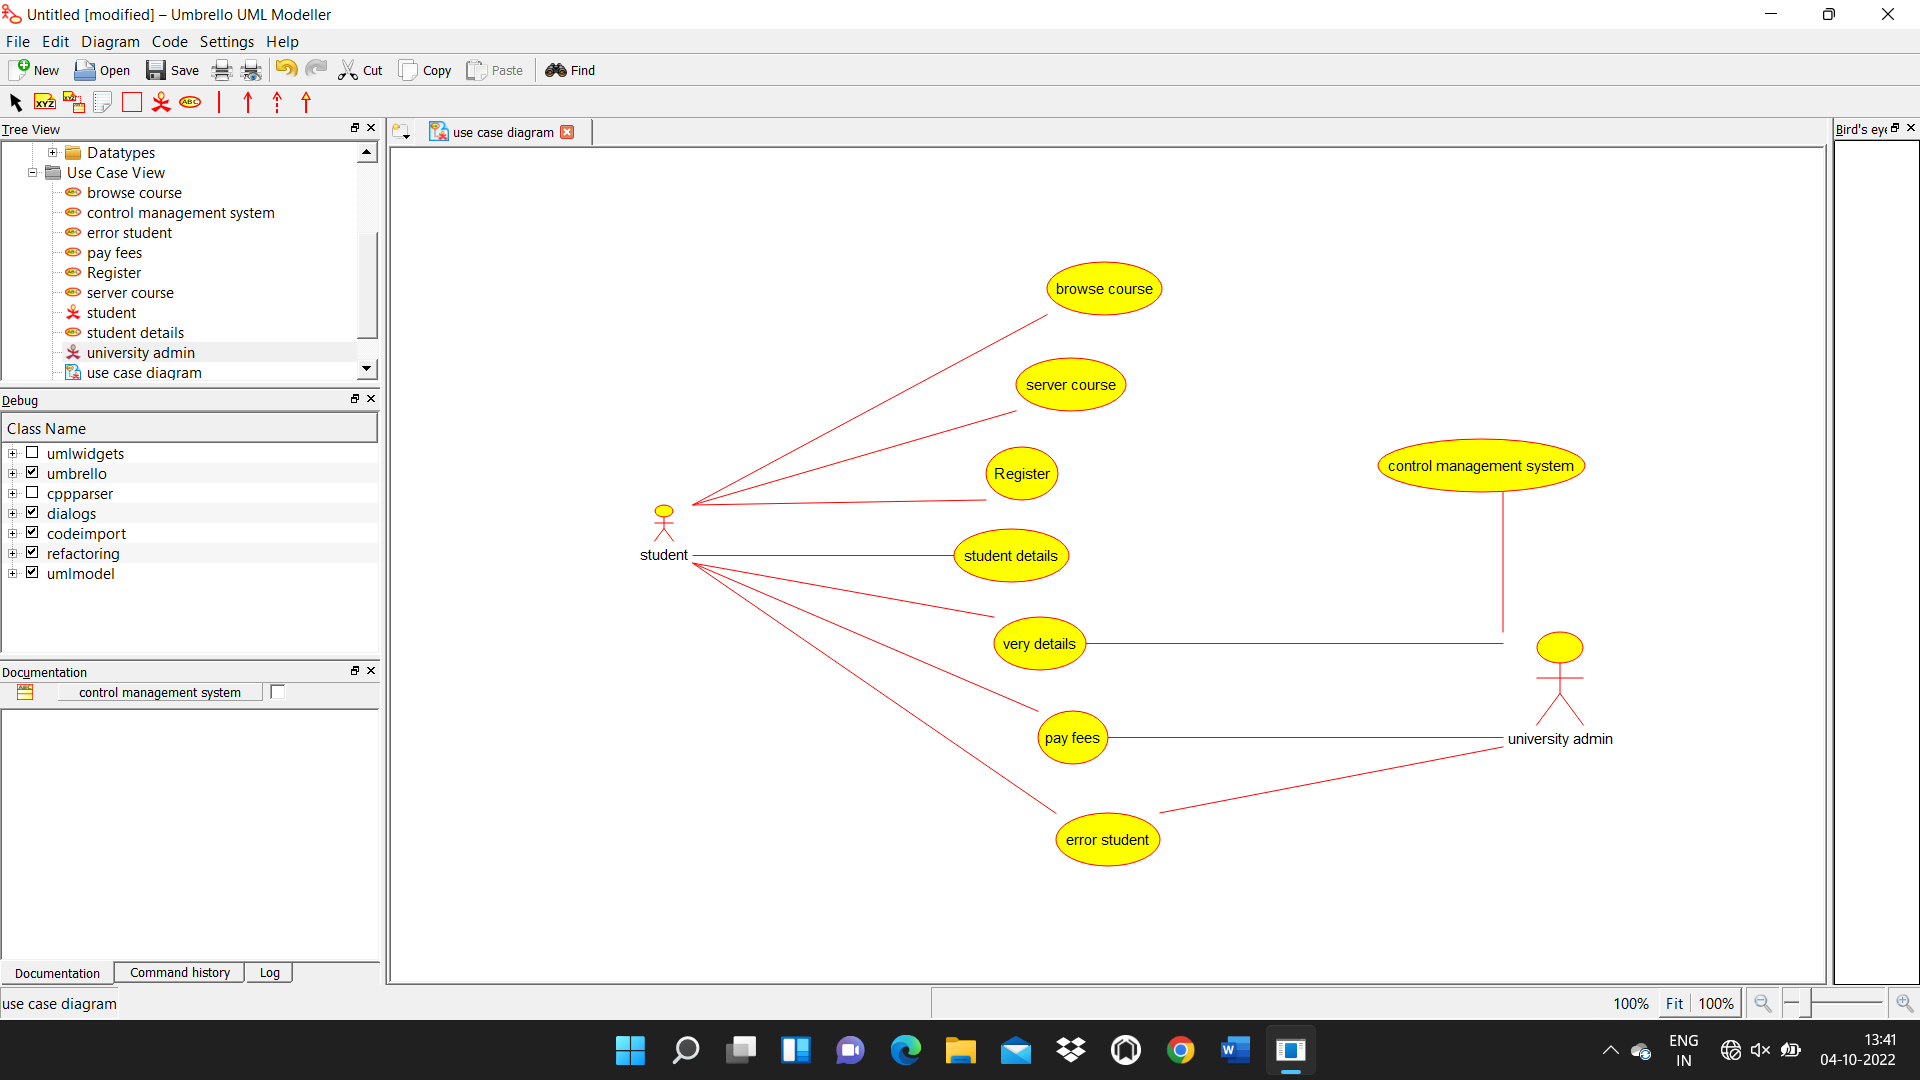 Untitled [modified] – Umbrello UML Modeller
File Edit Diagram Code Settings Help
New Open Save Cut Copy Paste Find
XYZ XYZ ABC
Tree View
use case diagram
Bird's eye
Datatypes
Use Case View
browse course
control management system
error student
pay fees
Register
server course
student
student details
university admin
use case diagram
Debug
Class Name
umlwidgets
umbrello
cppparser
dialogs
codeimport
refactoring
umlmodel
Documentation
control management system
Documentation Command history Log
browse course
server course
Register
control management system
student
student details
very details
pay fees
university admin
error student
use case diagram
100% Fit 100%
ENG
IN
13:41
04-10-2022